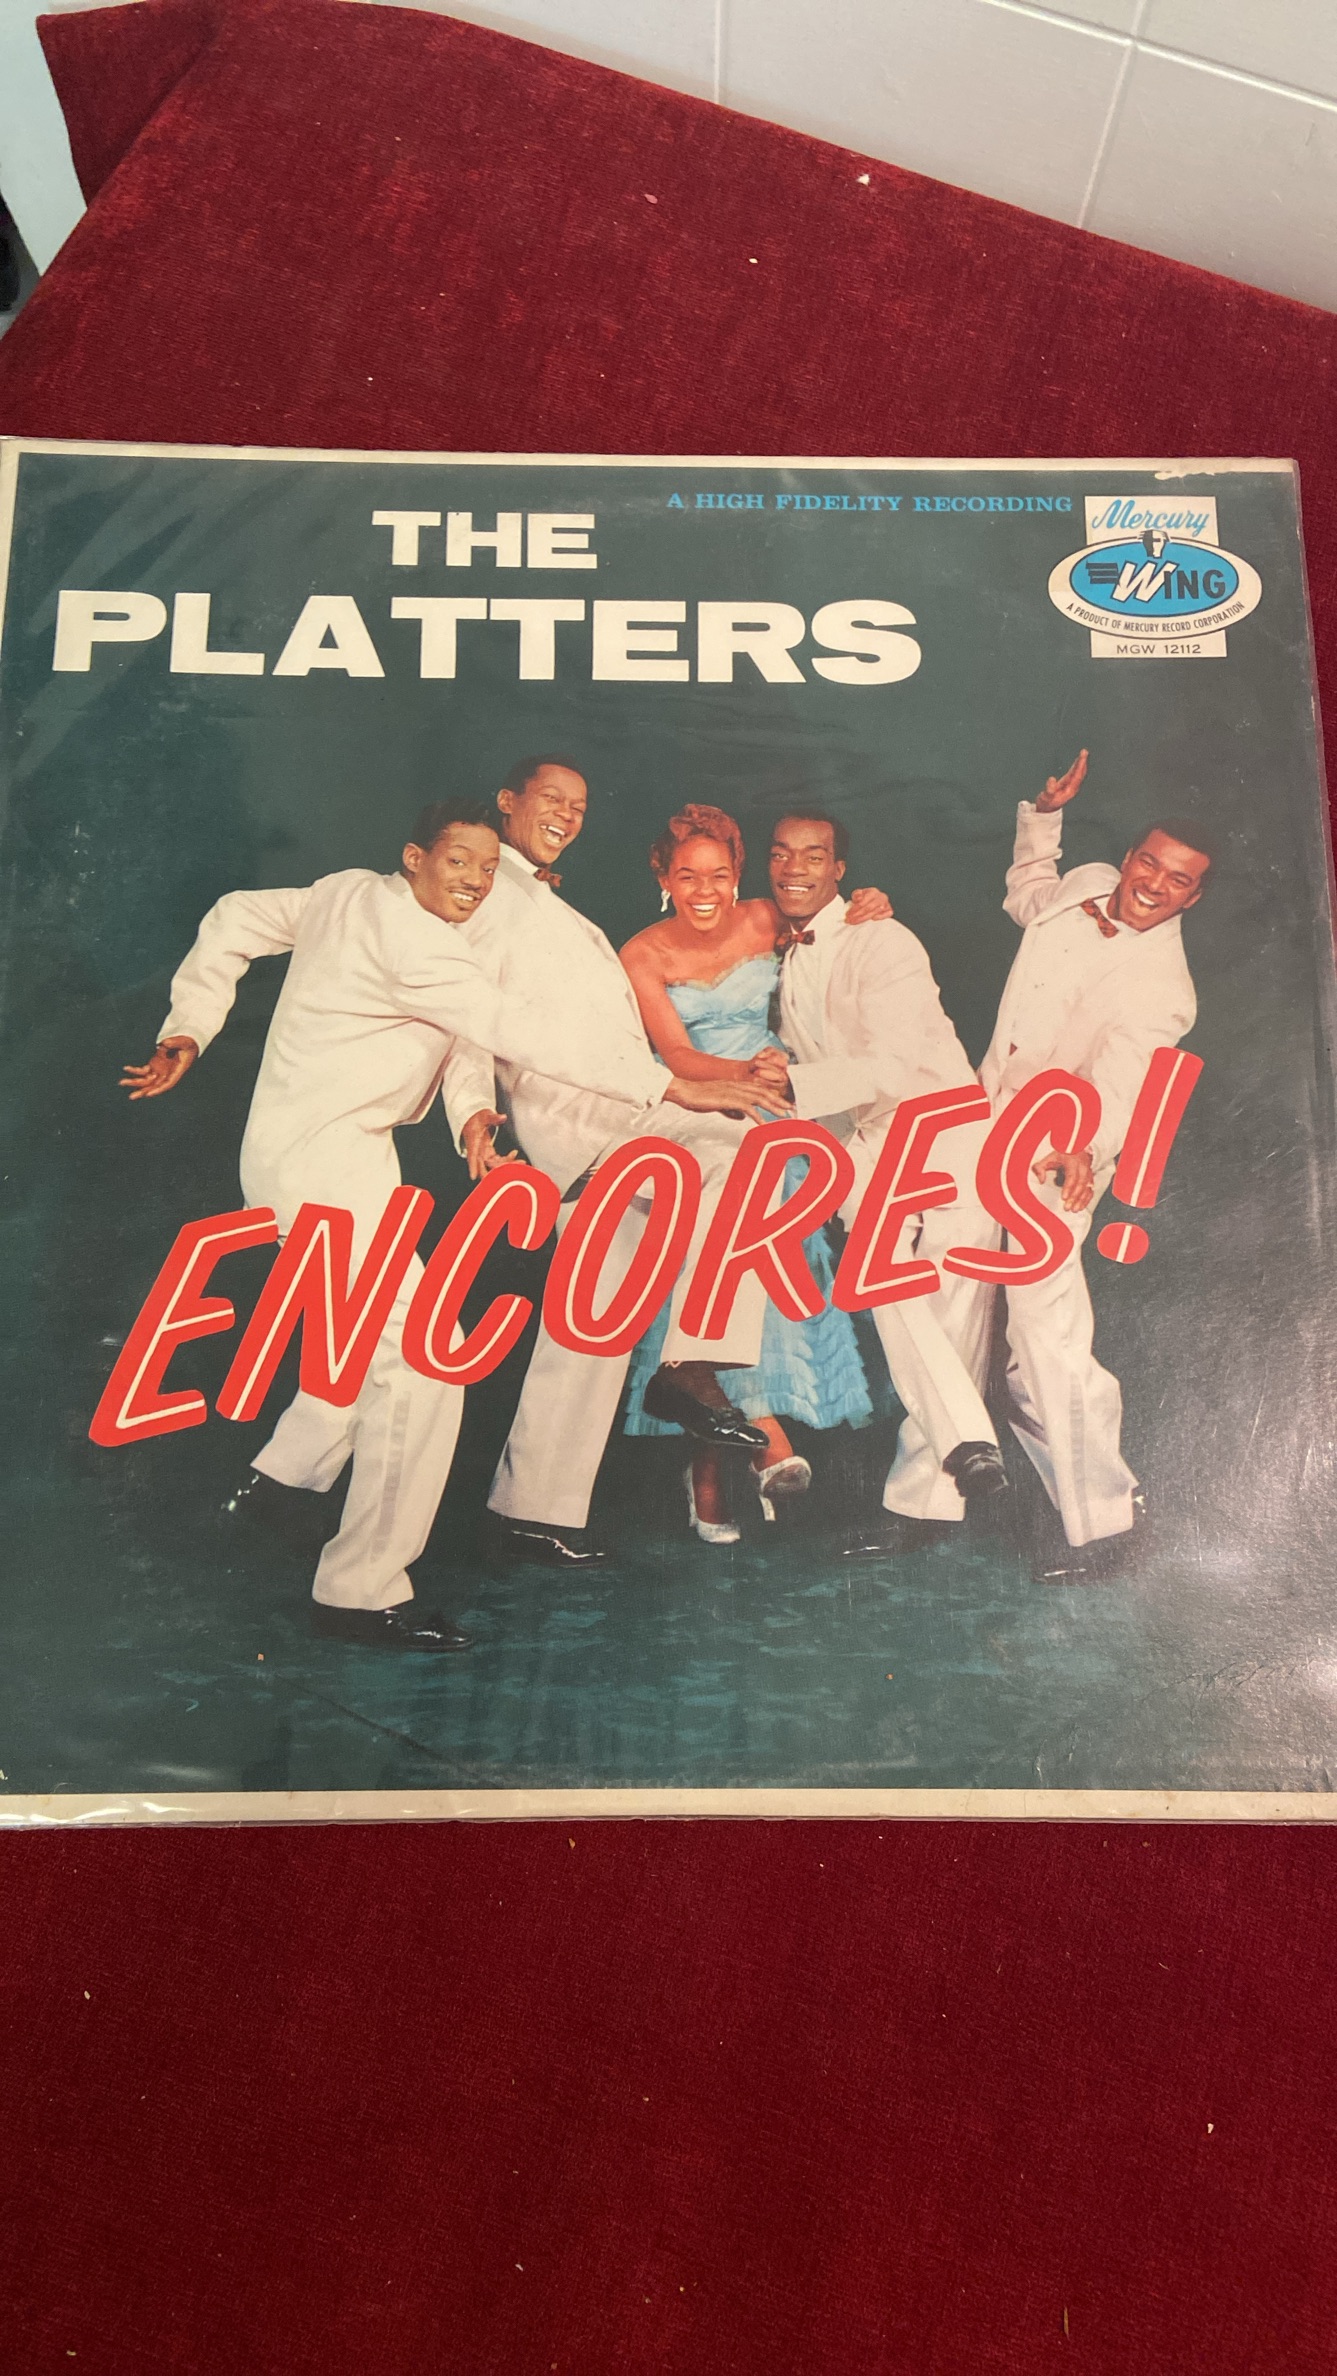 A HIGH FIDELITY RECORDING
THE
PLATTERS
Mercury
WING
A PRODUCT OF MERCURY RECORD CORPORATION
MGW 12112
ENCORES!